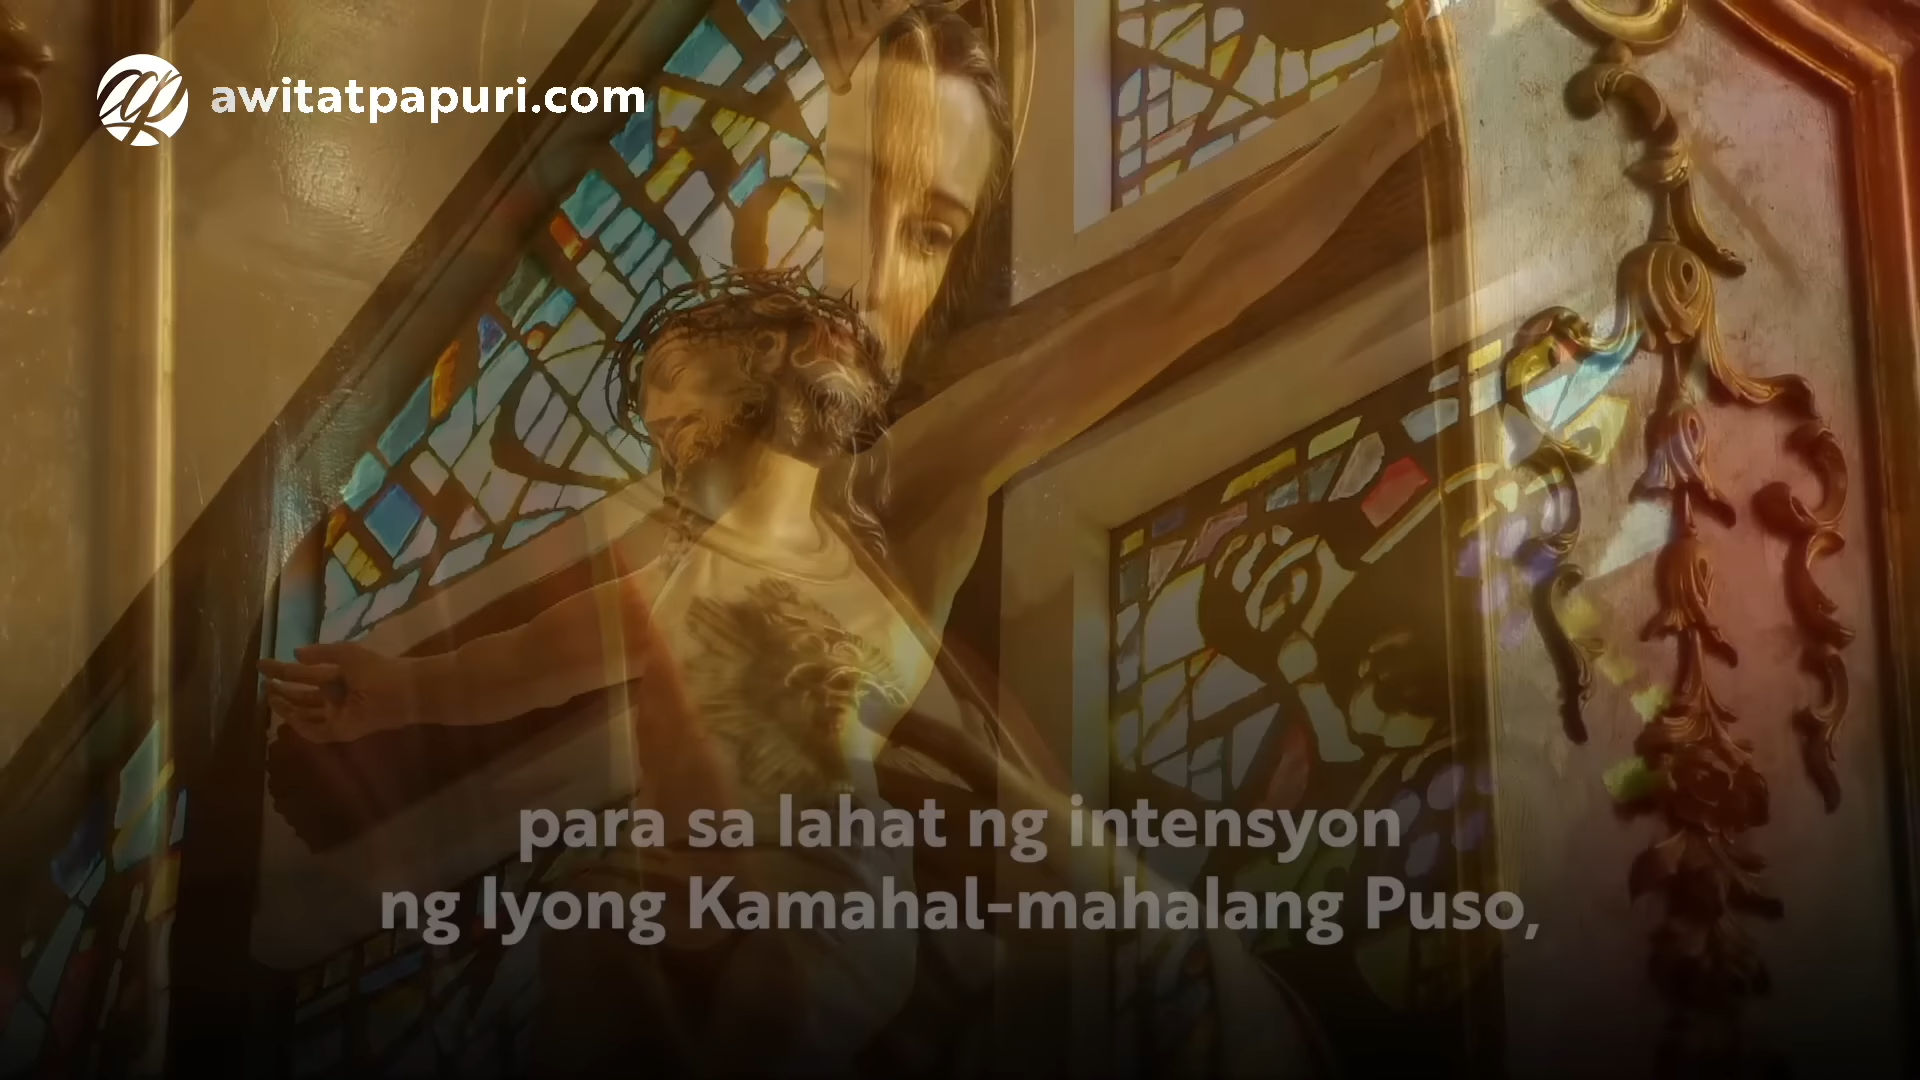 awitatpapuri.com
para sa lahat ng intensyon
ng Iyong Kamahal-mahalang Puso,